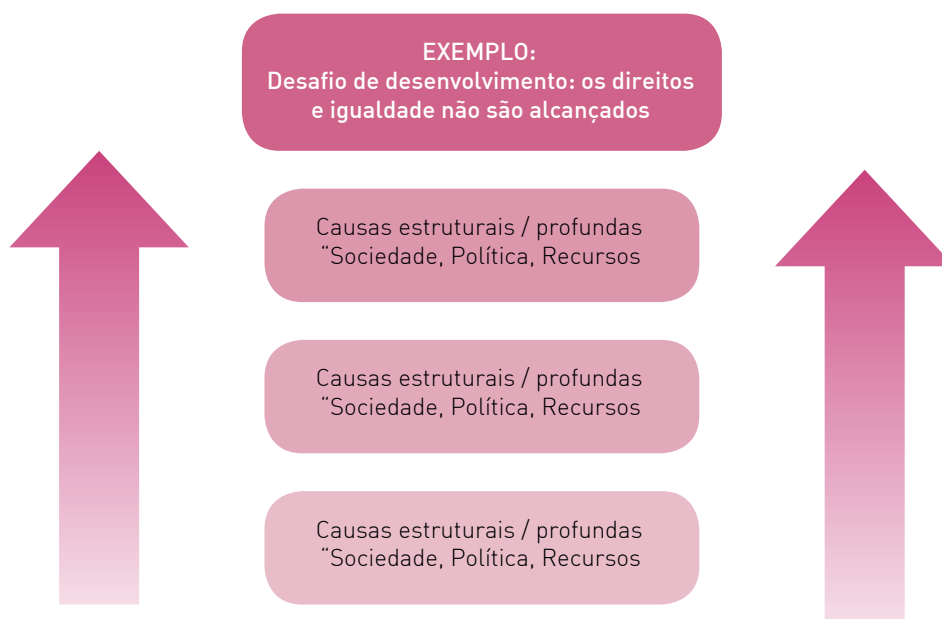 EXEMPLO:
Desafio de desenvolvimento: os direitos
e igualdade não são alcançados
Causas estruturais / profundas
“Sociedade, Política, Recursos
Causas estruturais / profundas
“Sociedade, Política, Recursos
Causas estruturais / profundas
“Sociedade, Política, Recursos